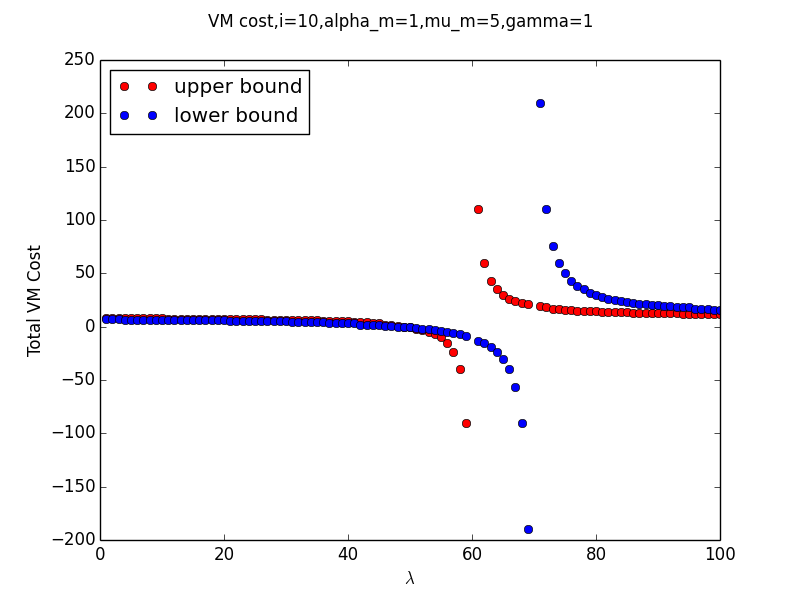 VM cost,i=10,alpha_m=1,mu_m=5,gamma=1
250
200
150
100
50
0
−50
−100
−150
−200
Total VM Cost
upper bound
lower bound
0 20 40 60 80 100
λ